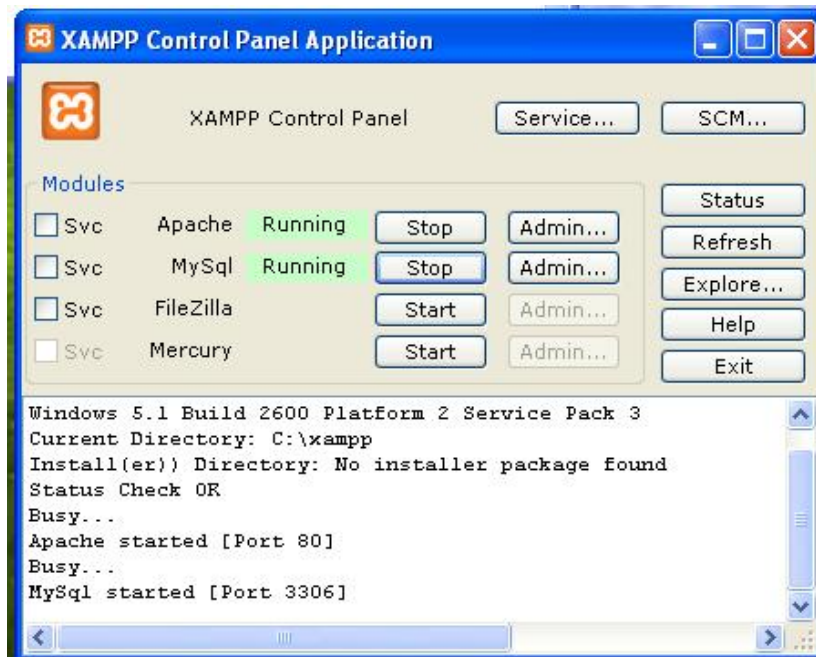 XAMPP Control Panel Application
XAMPP Control Panel Service... SCM...
Modules
Svc Apache Running Stop Admin...
Svc MySql Running Stop Admin...
Svc FileZilla Start Admin...
Svc Mercury Start Admin...
Status
Refresh
Explore...
Help
Exit
Windows 5.1 Build 2600 Platform 2 Service Pack 3
Current Directory: C:\xampp
Install(er)) Directory: No installer package found
Status Check OK
Busy...
Apache started [Port 80]
Busy...
MySql started [Port 3306]